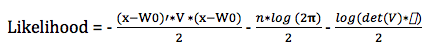 Likelihood = - (x–W0)′*V *(x–W0) / 2 - n*log (2π) / 2 - log(det(V)*[]) / 2